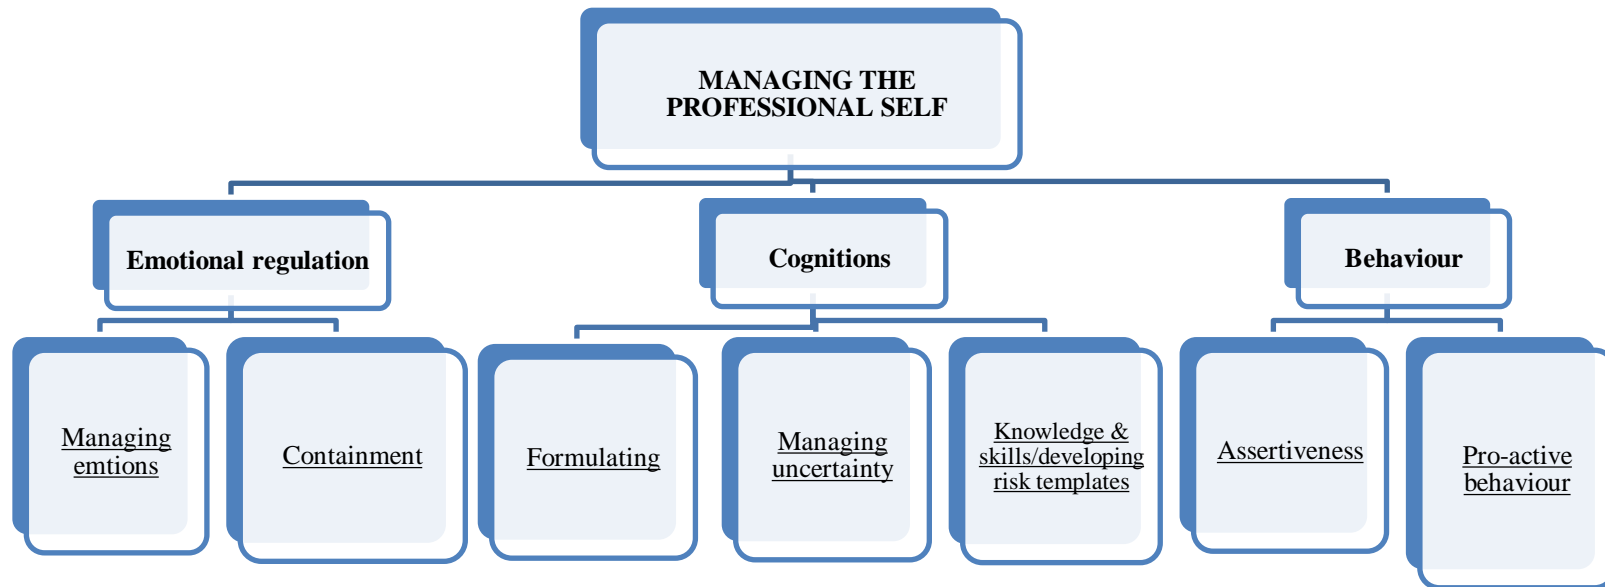 MANAGING THE
PROFESSIONAL SELF
Emotional regulation
Cognitions
Behaviour
Managing
emtions
Containment
Formulating
Managing
uncertainty
Knowledge &
skills/developing
risk templates
Assertiveness
Pro-active
behaviour